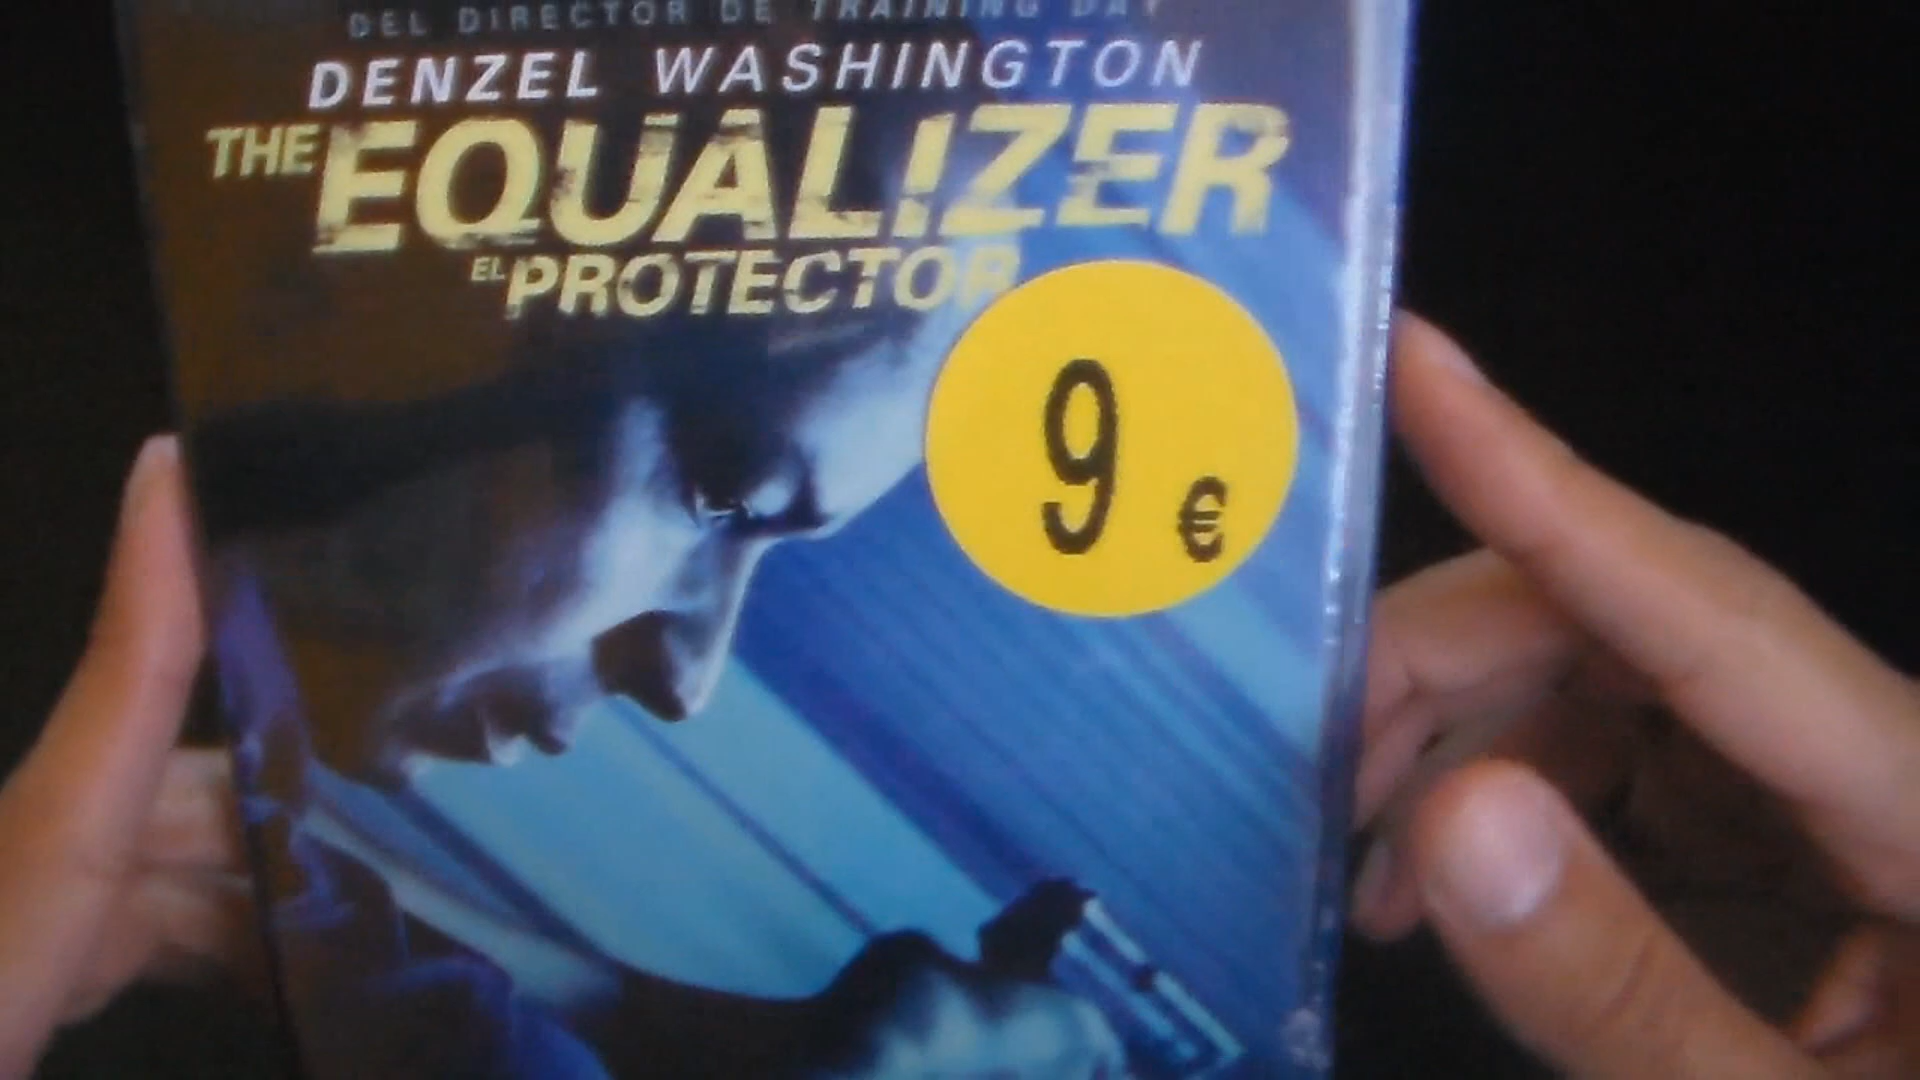 DEL DIRECTOR DE TRAINING DAY
DENZEL WASHINGTON
THE EQUALIZER
EL PROTECTOR
9 €